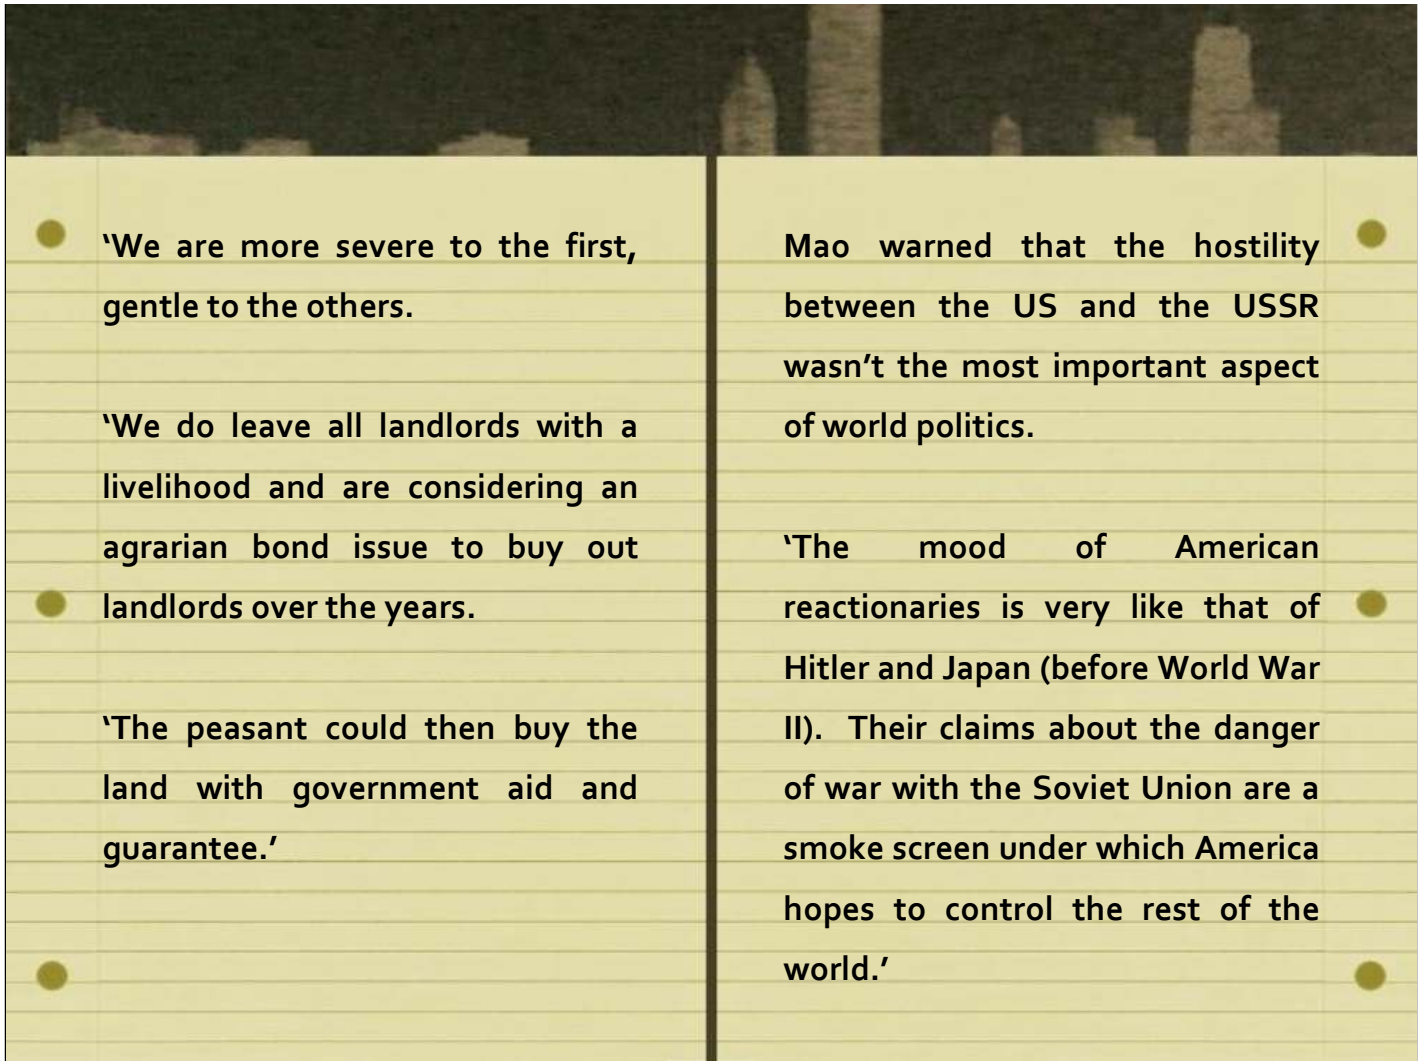 ‘We are more severe to the first,
gentle to the others.
‘We do leave all landlords with a
livelihood and are considering an
agrarian bond issue to buy out
landlords over the years.
‘The peasant could then buy the
land with government aid and
guarantee.’
Mao warned that the hostility
between the US and the USSR
wasn’t the most important aspect
of world politics.
‘The mood of American
reactionaries is very like that of
Hitler and Japan (before World War
II). Their claims about the danger
of war with the Soviet Union are a
smoke screen under which America
hopes to control the rest of the
world.’